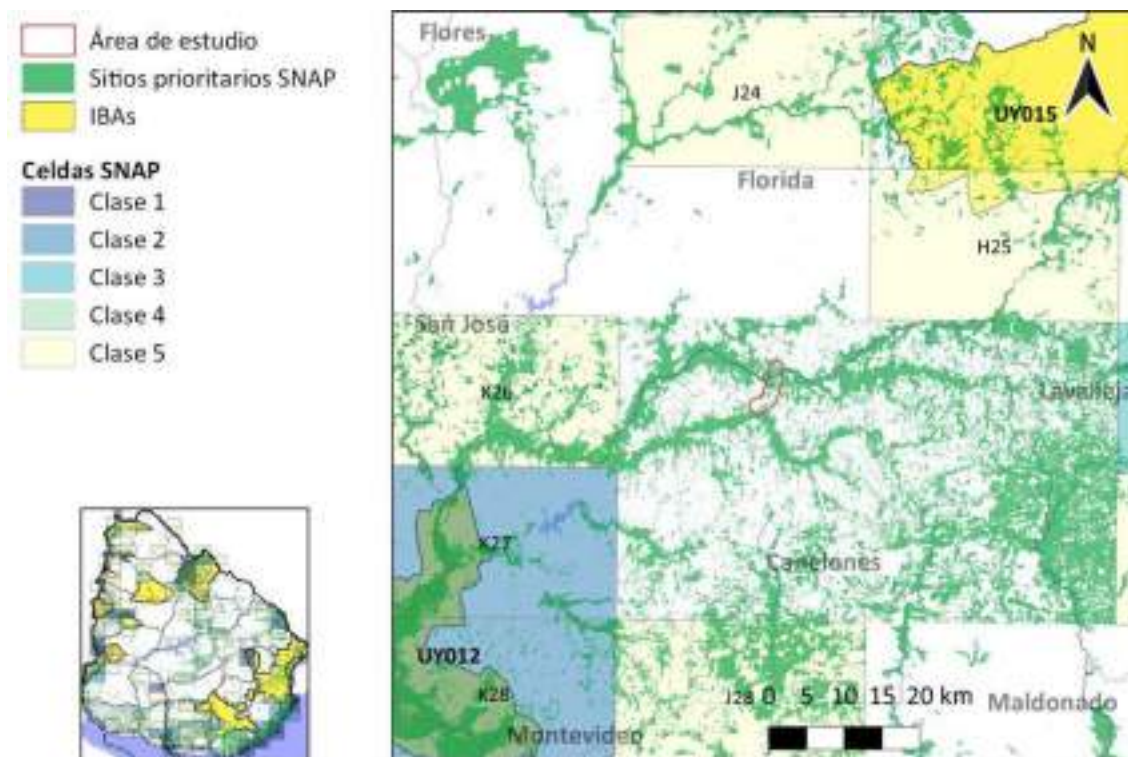 Área de estudio
Sitios prioritarios SNAP
IBAs
Celdas SNAP
Clase 1
Clase 2
Clase 3
Clase 4
Clase 5
Flores
N
J24
UY015
Florida
H25
San José
K26
Lavalleja
K27
Canelones
UY012
K28
J28 0 5 10 15 20 km
Maldonado
Montevideo